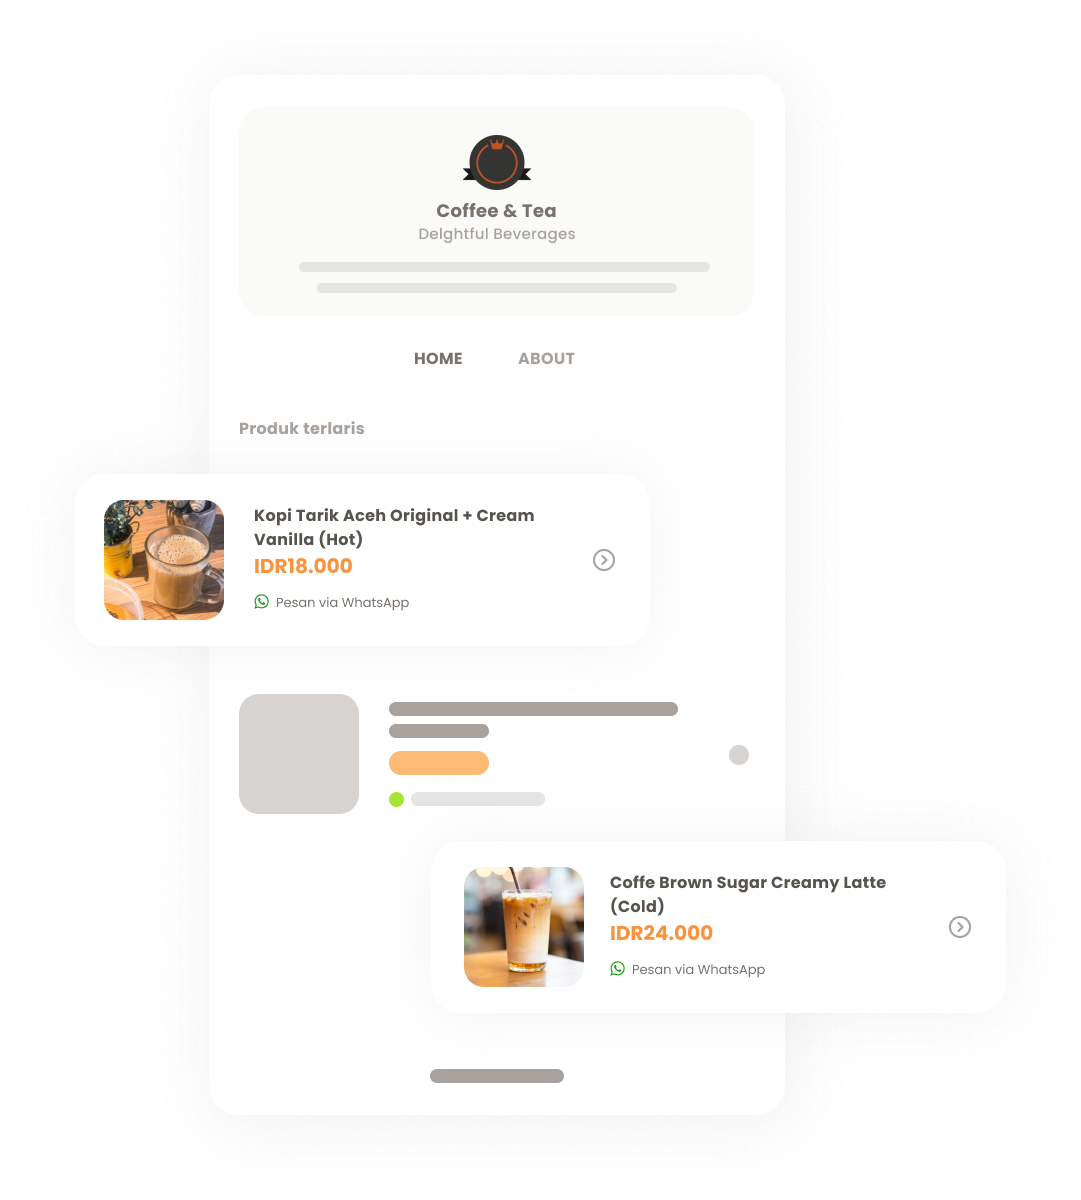 Coffee & Tea
Delghtful Beverages
HOME
ABOUT
Produk terlaris
Kopi Tarik Aceh Original + Cream
Vanilla (Hot)
IDR18.000
Pesan via WhatsApp
Coffe Brown Sugar Creamy Latte
(Cold)
IDR24.000
Pesan via WhatsApp